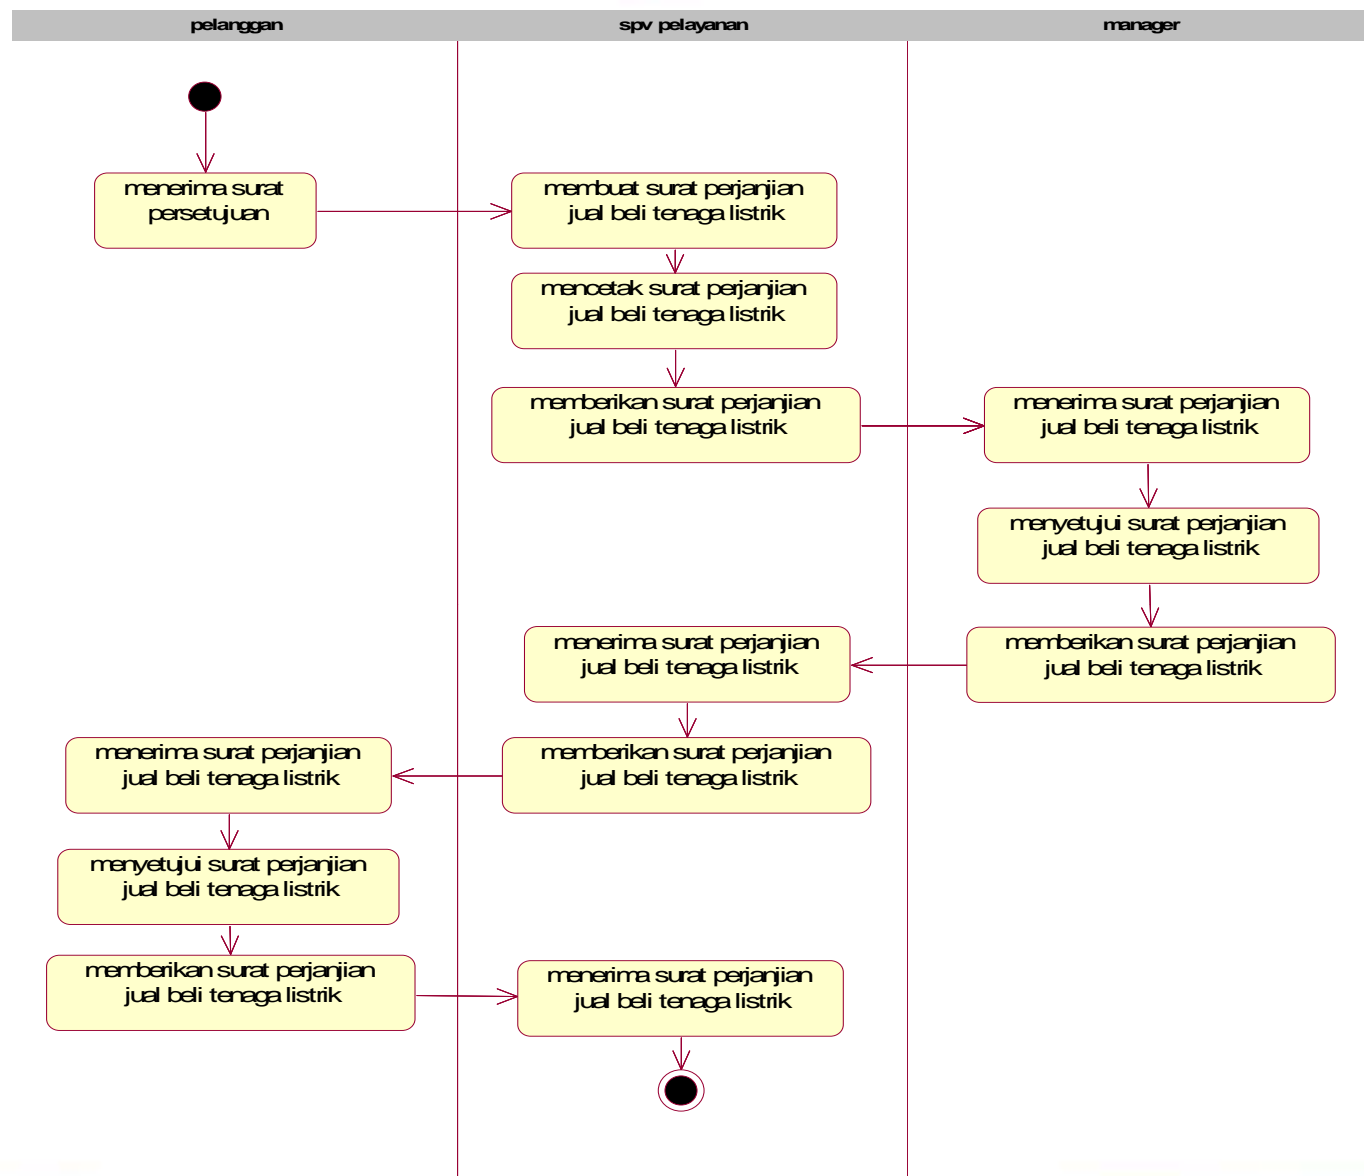 pelanggan
spv pelayanan
manager
menerima surat
persetujuan
membuat surat perjanjian
jual beli tenaga listrik
mencetak surat perjanjian
jual beli tenaga listrik
memberikan surat perjanjian
jual beli tenaga listrik
menerima surat perjanjian
jual beli tenaga listrik
menyetujui surat perjanjian
jual beli tenaga listrik
memberikan surat perjanjian
jual beli tenaga listrik
menerima surat perjanjian
jual beli tenaga listrik
memberikan surat perjanjian
jual beli tenaga listrik
menerima surat perjanjian
jual beli tenaga listrik
menyetujui surat perjanjian
jual beli tenaga listrik
memberikan surat perjanjian
jual beli tenaga listrik
menerima surat perjanjian
jual beli tenaga listrik